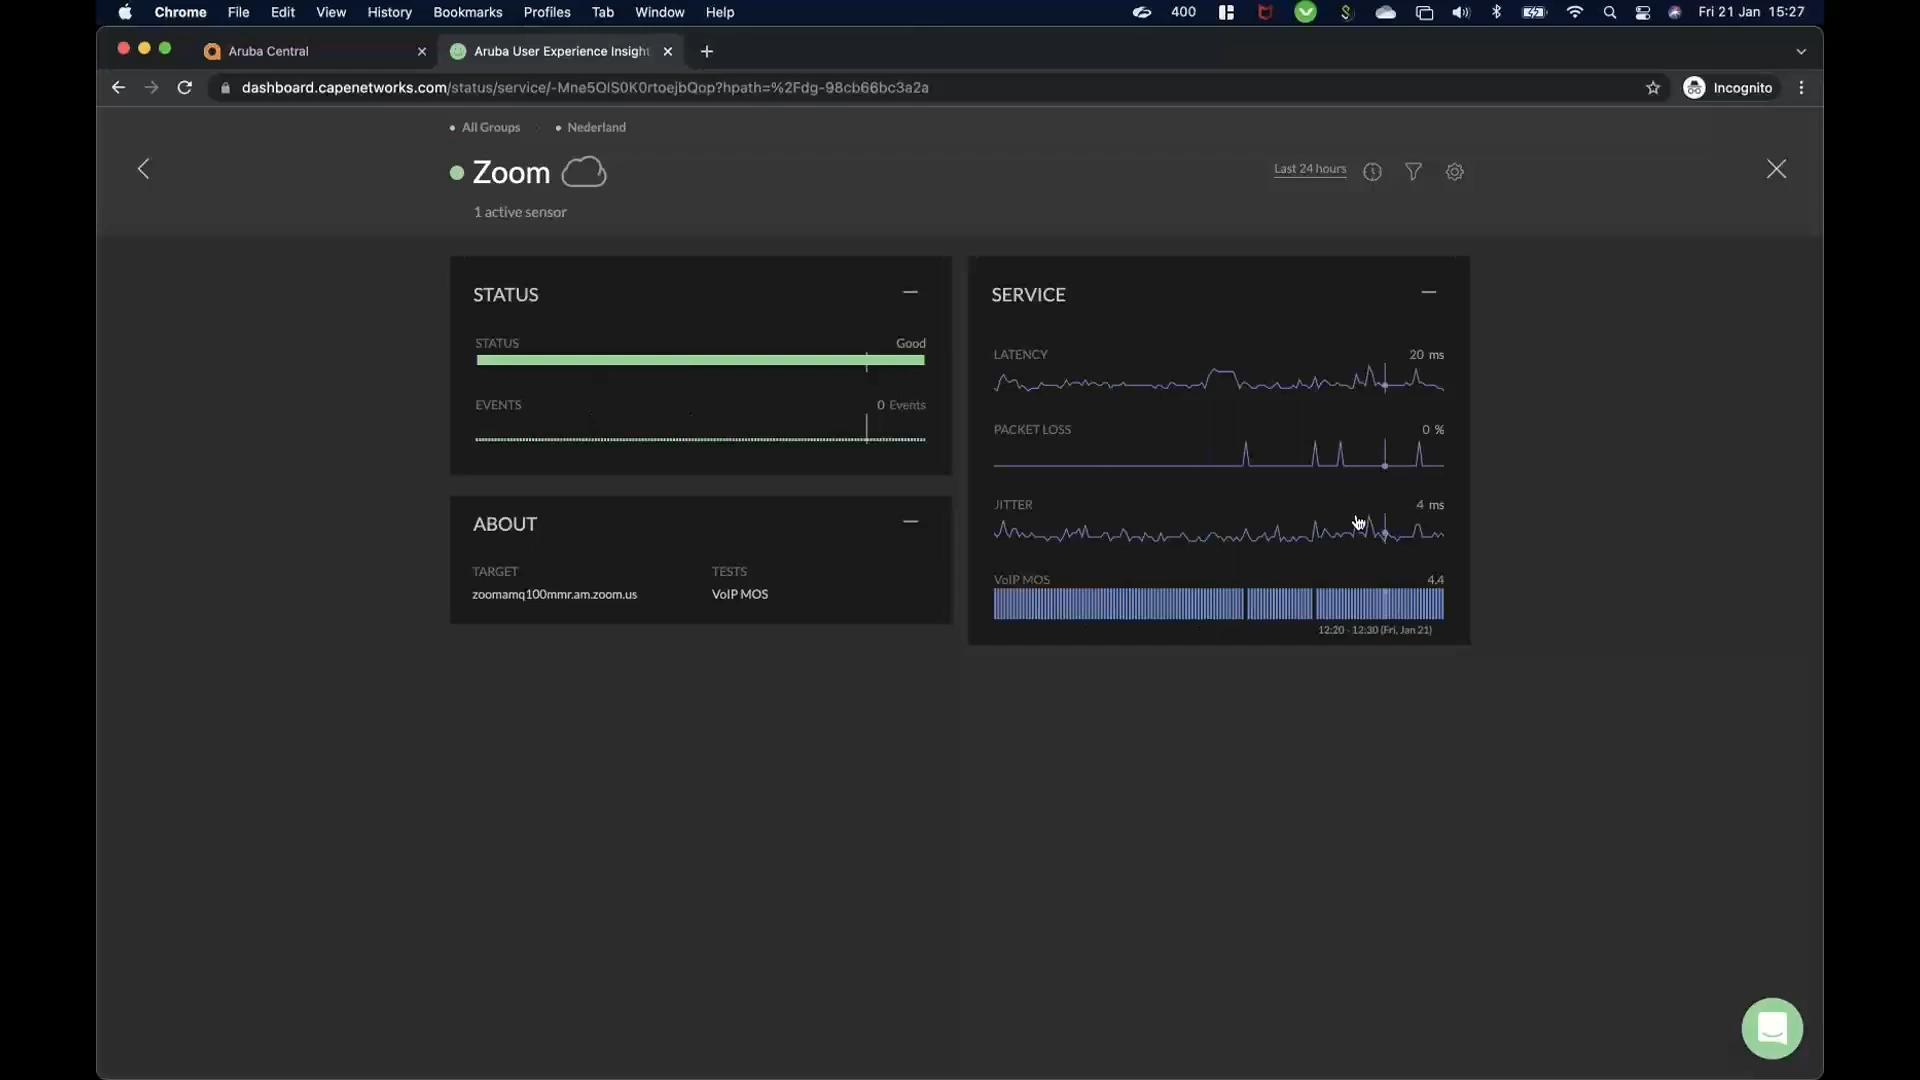 Chrome File Edit View History Bookmarks Profiles Tab Window Help 400 Fri 21 Jan 15:27
Aruba Central
Aruba User Experience Insight
dashboard.capenetworks.com/status/service/-Mne5OIS0K0rtoejbQop?hpath=%2Fdg-98cb66bc3a2a
Incognito
All Groups
Nederland
Zoom
Last 24 hours
1 active sensor
STATUS
STATUS Good
EVENTS 0 Events
ABOUT
TARGET TESTS
zoomamq100mmr.am.zoom.us VoIP MOS
SERVICE
LATENCY 20 ms
PACKET LOSS 0 %
JITTER 4 ms
VoIP MOS 4.4
12:20 - 12:30 (Fri, Jan 21)